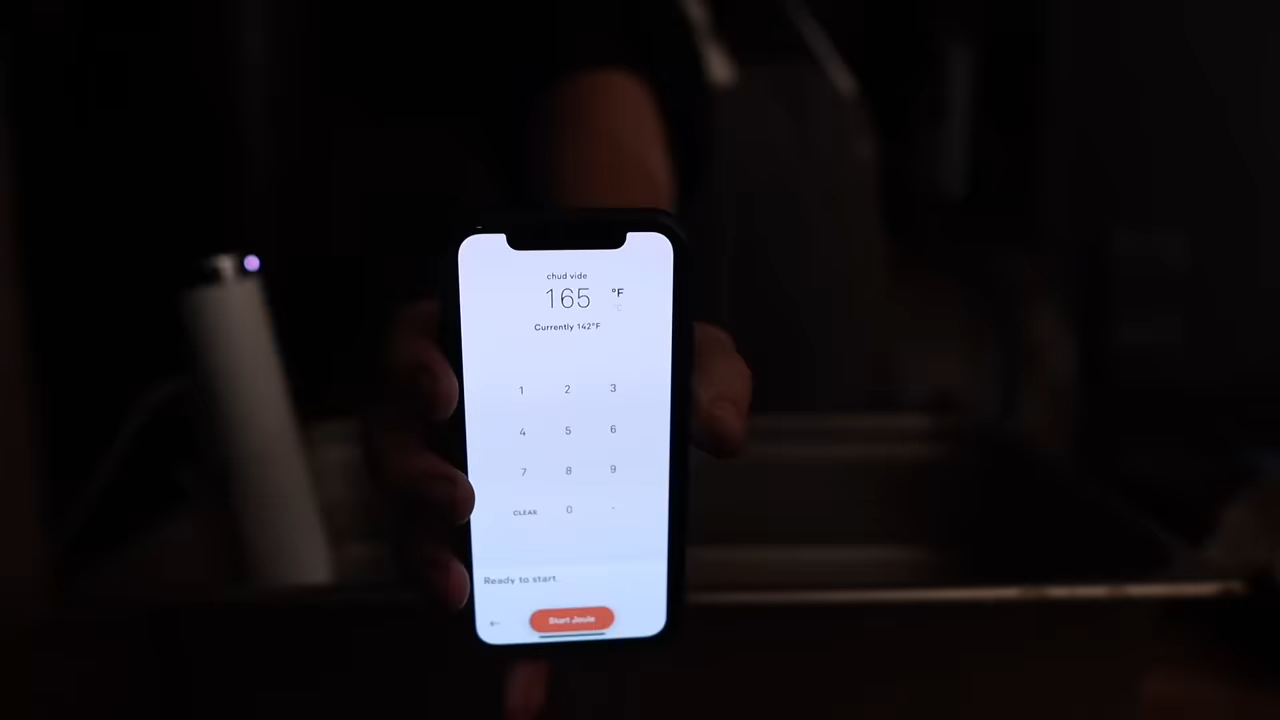 chud vide
165 °F
°C
Currently 142°F
1 2 3
4 5 6
7 8 9
CLEAR 0 .
Ready to start.
← Start Joule